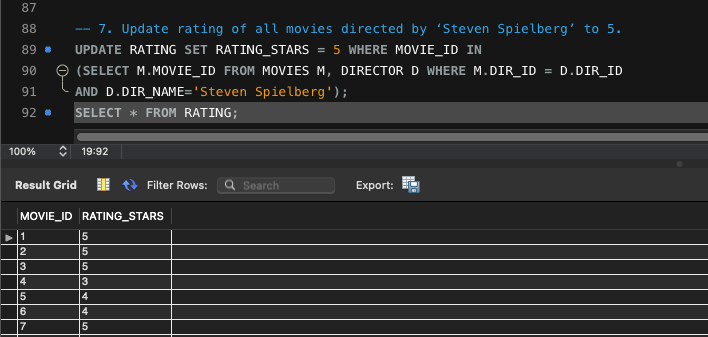 87
88 -- 7. Update rating of all movies directed by ‘Steven Spielberg’ to 5.
89 UPDATE RATING SET RATING_STARS = 5 WHERE MOVIE_ID IN
90 (SELECT M.MOVIE_ID FROM MOVIES M, DIRECTOR D WHERE M.DIR_ID = D.DIR_ID
91 AND D.DIR_NAME='Steven Spielberg');
92 SELECT * FROM RATING;
100% 19:92
Result Grid Filter Rows: Search Export:
MOVIE_ID RATING_STARS
1 5
2 5
3 5
4 3
5 4
6 4
7 5